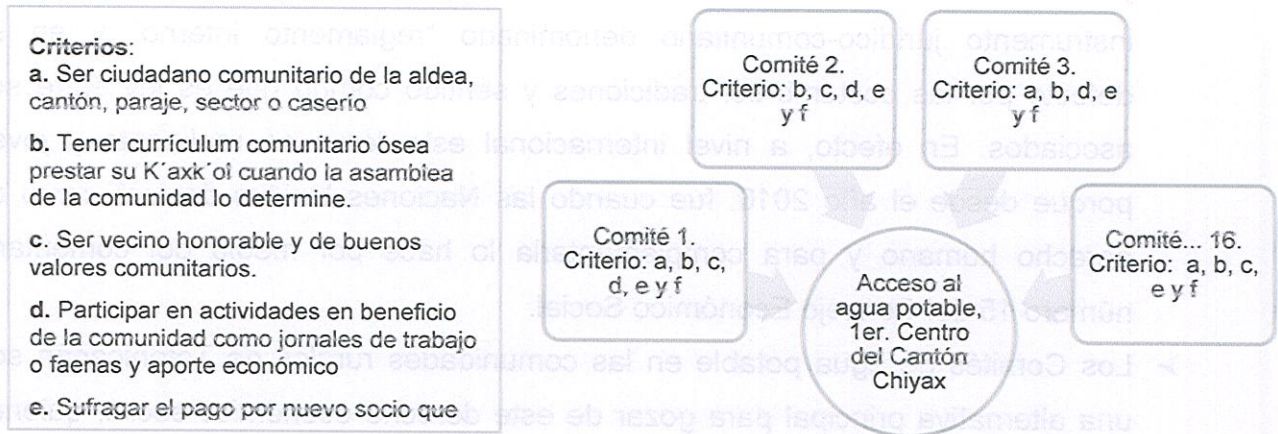 Criterios:
a. Ser ciudadano comunitario de la aldea,
cantón, paraje, sector o caserío
b. Tener currículum comunitario ósea
prestar su K´axk´ol cuando la asamblea
de la comunidad lo determine.
c. Ser vecino honorable y de buenos
valores comunitarios.
d. Participar en actividades en beneficio
de la comunidad como jornales de trabajo
o faenas y aporte económico
e. Sufragar el pago por nuevo socio que
Comité 1.
Criterio: a, b, c,
d, e y f
Comité 2.
Criterio: b, c, d, e
y f
Comité 3.
Criterio: a, b, d, e
y f
Comité... 16.
Criterio: a, b, c,
e y f
Acceso al
agua potable,
1er. Centro
del Cantón
Chiyax